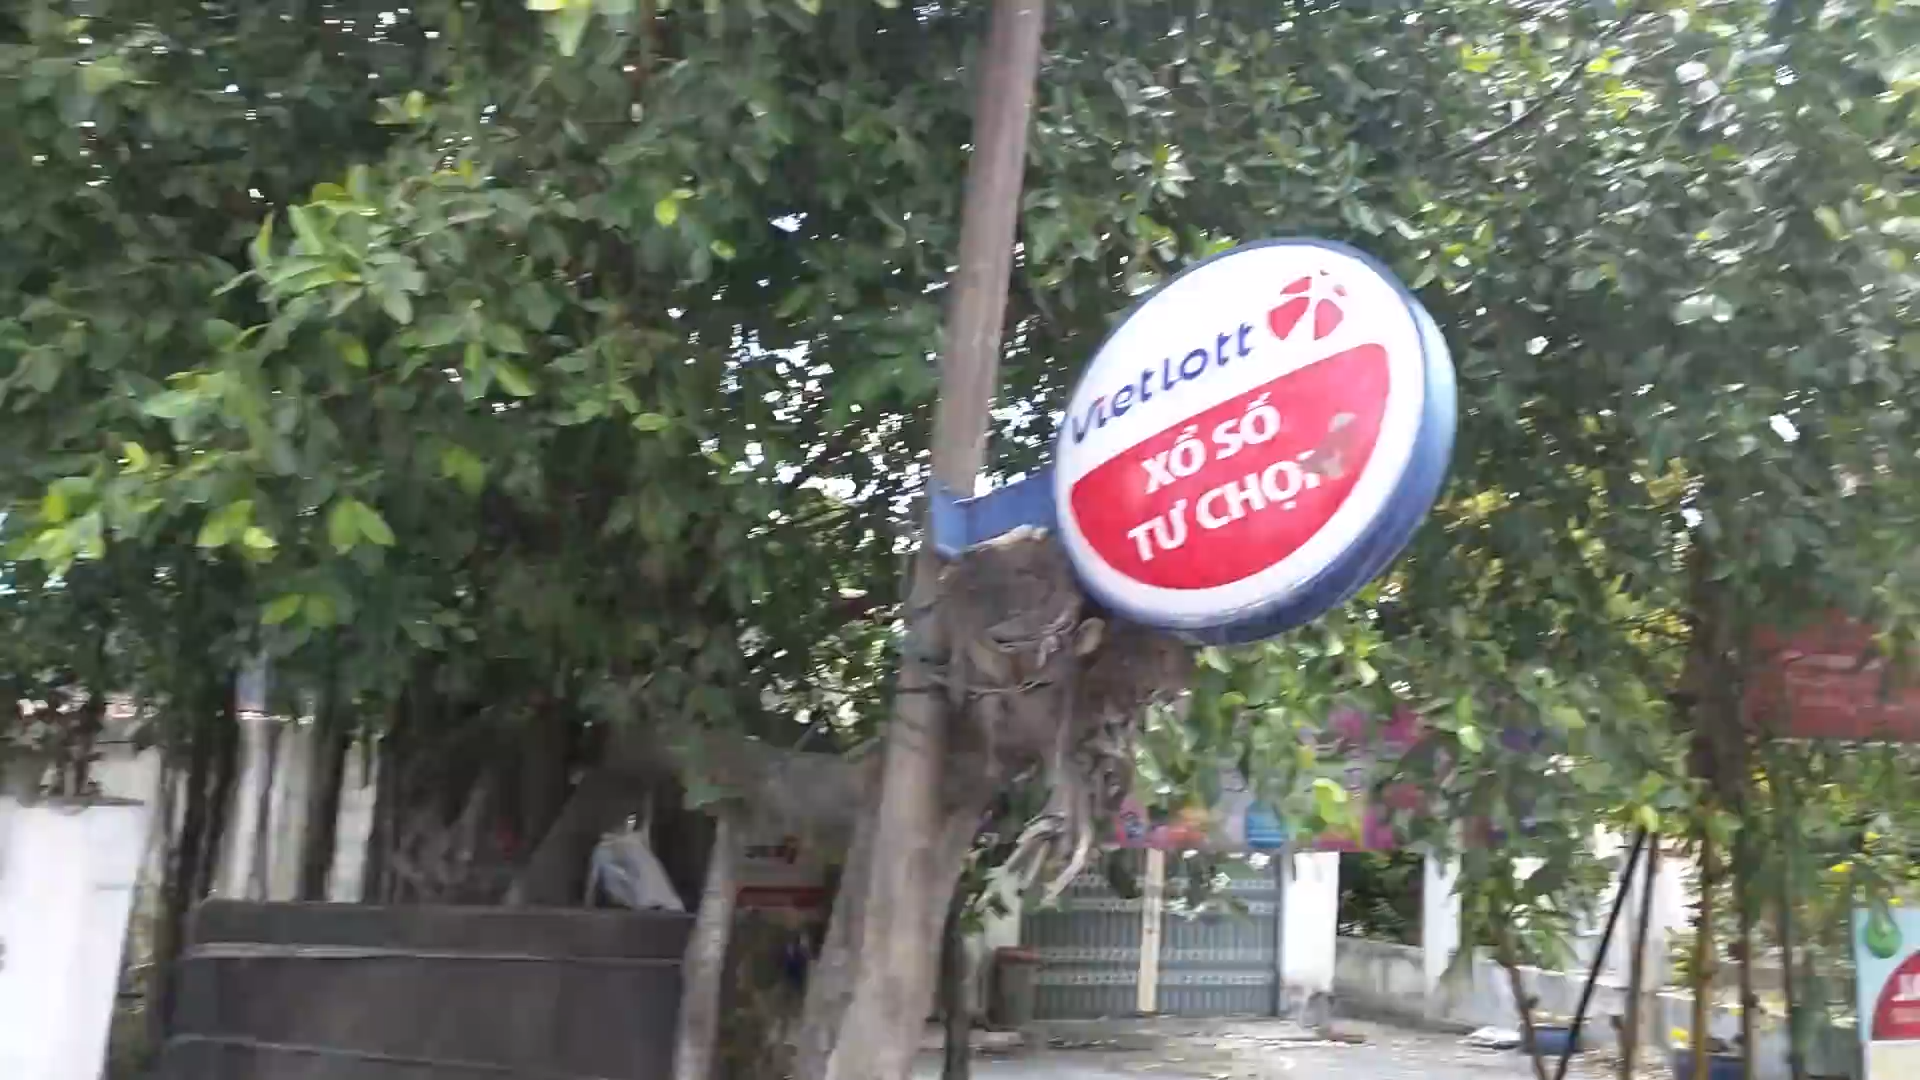 Vietlott
XỔ SỐ
TỰ CHỌN